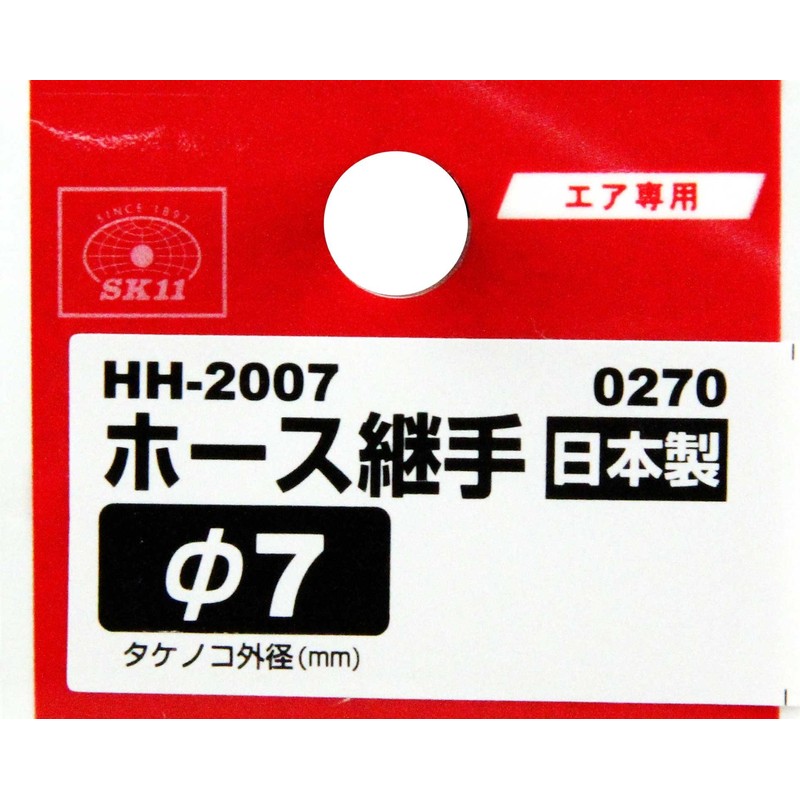 エア専用
SINCE 1897
SK11
HH-2007 0270
ホース継手 日本製
φ7
タケノコ外径(mm)